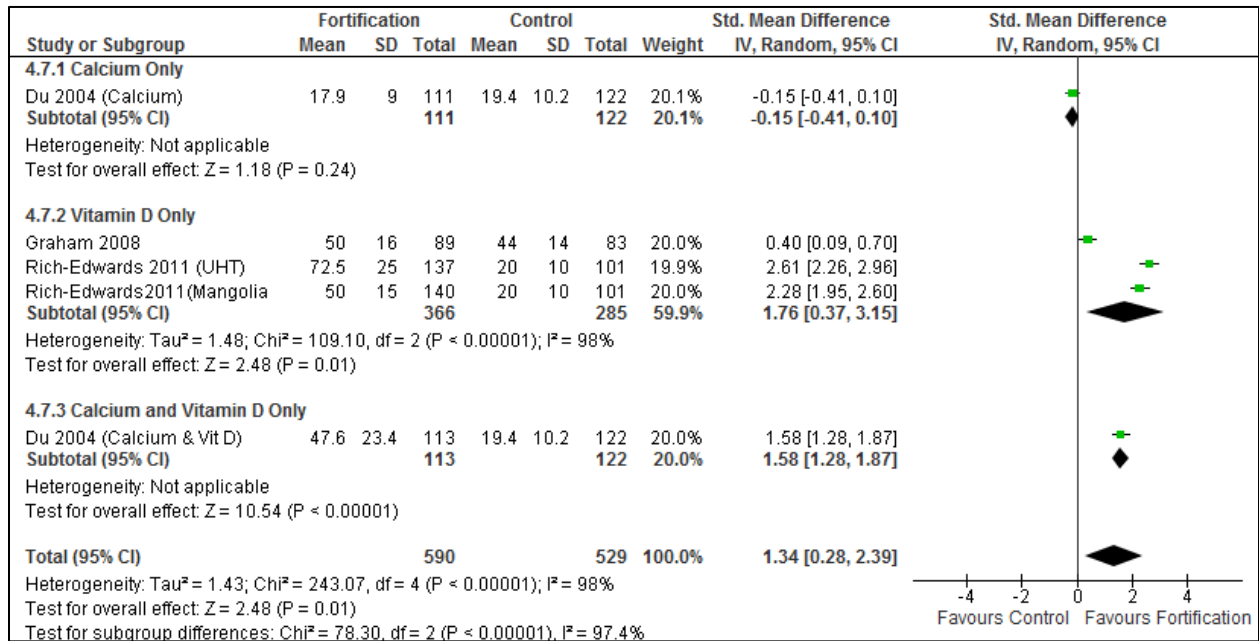 Fortification Control Std. Mean Difference Std. Mean Difference
Study or Subgroup Mean SD Total Mean SD Total Weight IV, Random, 95% CI IV, Random, 95% CI
4.7.1 Calcium Only
Du 2004 (Calcium) 17.9 9 111 19.4 10.2 122 20.1% -0.15 [-0.41, 0.10]
Subtotal (95% CI) 111 122 20.1% -0.15 [-0.41, 0.10]
Heterogeneity: Not applicable
Test for overall effect: Z = 1.18 (P = 0.24)
4.7.2 Vitamin D Only
Graham 2008 50 16 89 44 14 83 20.0% 0.40 [0.09, 0.70]
Rich-Edwards 2011 (UHT) 72.5 25 137 20 10 101 19.9% 2.61 [2.26, 2.96]
Rich-Edwards2011(Mangolia 50 15 140 20 10 101 20.0% 2.28 [1.95, 2.60]
Subtotal (95% CI) 366 285 59.9% 1.76 [0.37, 3.15]
Heterogeneity: Tau² = 1.48; Chi² = 109.10, df = 2 (P < 0.00001); I² = 98%
Test for overall effect: Z = 2.48 (P = 0.01)
4.7.3 Calcium and Vitamin D Only
Du 2004 (Calcium & Vit D) 47.6 23.4 113 19.4 10.2 122 20.0% 1.58 [1.28, 1.87]
Subtotal (95% CI) 113 122 20.0% 1.58 [1.28, 1.87]
Heterogeneity: Not applicable
Test for overall effect: Z = 10.54 (P < 0.00001)
Total (95% CI) 590 529 100.0% 1.34 [0.28, 2.39]
Heterogeneity: Tau² = 1.43; Chi² = 243.07, df = 4 (P < 0.00001); I² = 98%
Test for overall effect: Z = 2.48 (P = 0.01)
Test for subgroup differences: Chi² = 78.30, df = 2 (P < 0.00001), I² = 97.4%
-4 -2 0 2 4
Favours Control Favours Fortification